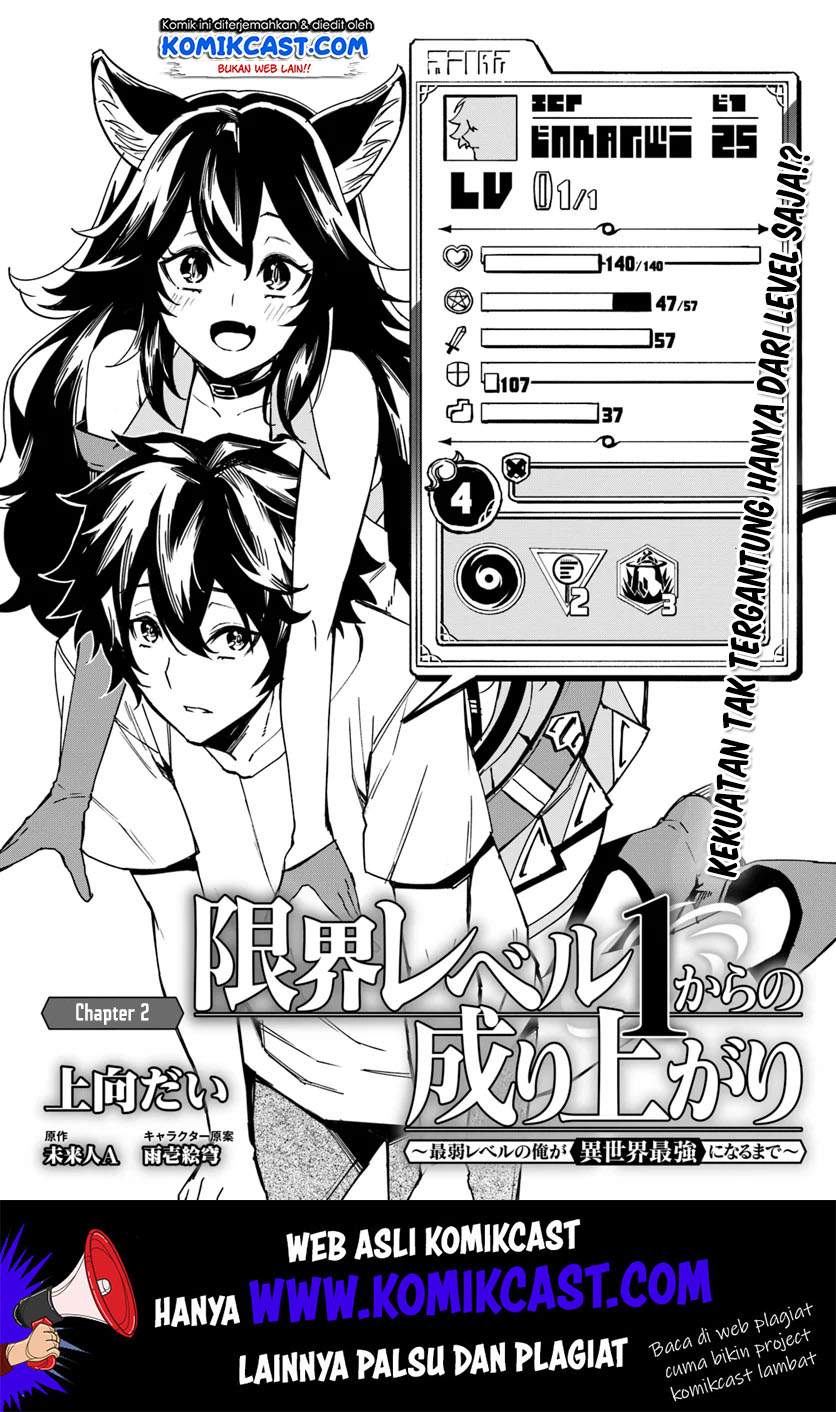 Komik ini diterjemahkan & diedit oleh
KOMIKCAST.COM
BUKAN WEB LAIN!!
25
LV 01/1
140/140
47/57
57
107
37
4
2
3
KEKUATAN TAK TERGANTUNG HANYA DARI LEVEL SAJA!?
限界レベル1からの
成り上がり
～最弱レベルの俺が異世界最強になるまで～
Chapter 2
上向だい
原作 キャラクター原案
未来人A 雨壱絵穹
WEB ASLI KOMIKCAST
HANYA WWW.KOMIKCAST.COM
LAINNYA PALSU DAN PLAGIAT
Baca di web plagiat
cuma bikin project
komikcast lambat